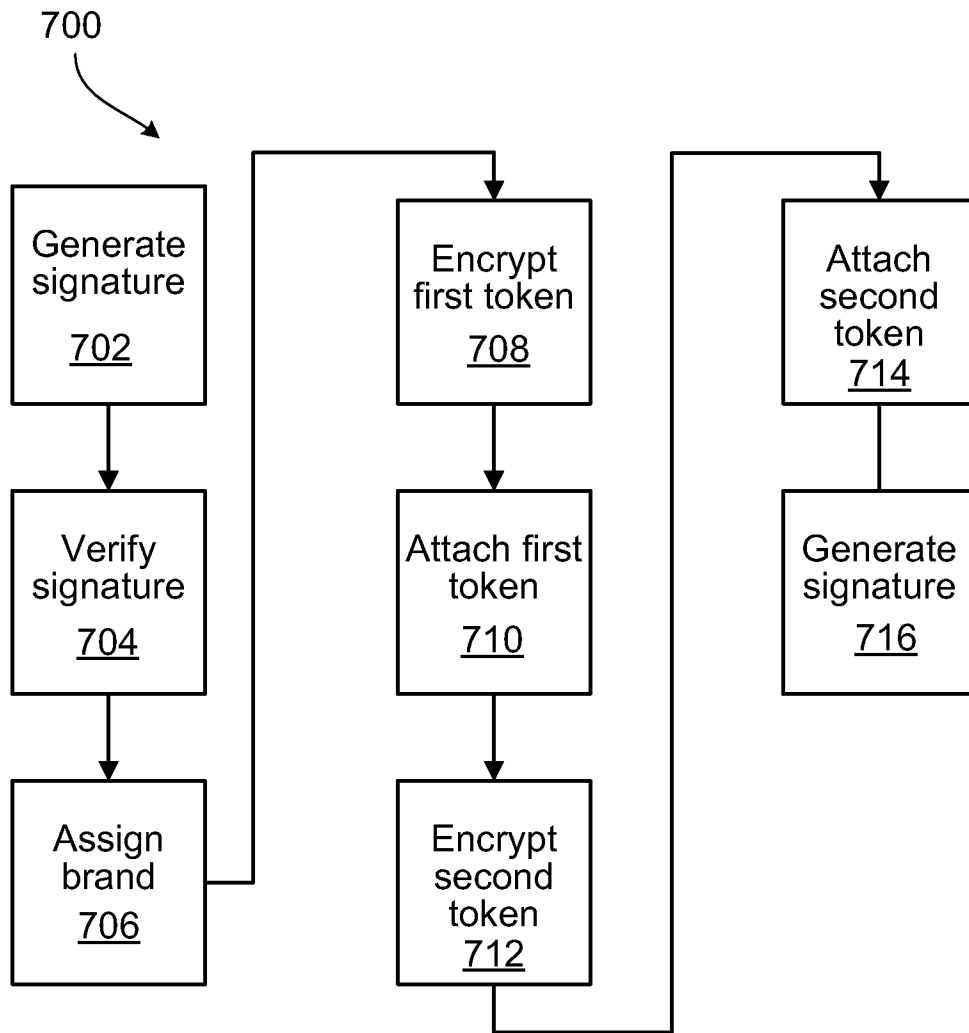 700
Generate
signature
702
Verify
signature
704
Assign
brand
706
Encrypt
first token
708
Attach first
token
710
Encrypt
second
token
712
Attach
second
token
714
Generate
signature
716